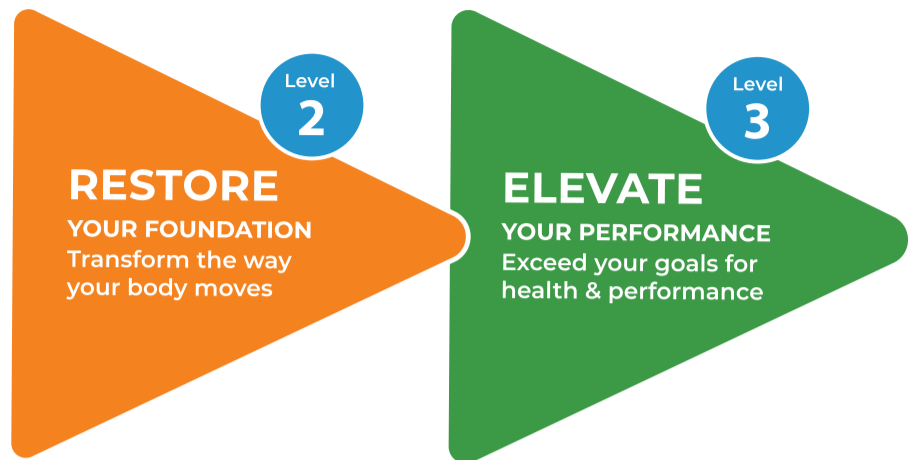 Level
2
RESTORE
YOUR FOUNDATION
Transform the way
your body moves
Level
3
ELEVATE
YOUR PERFORMANCE
Exceed your goals for
health & performance